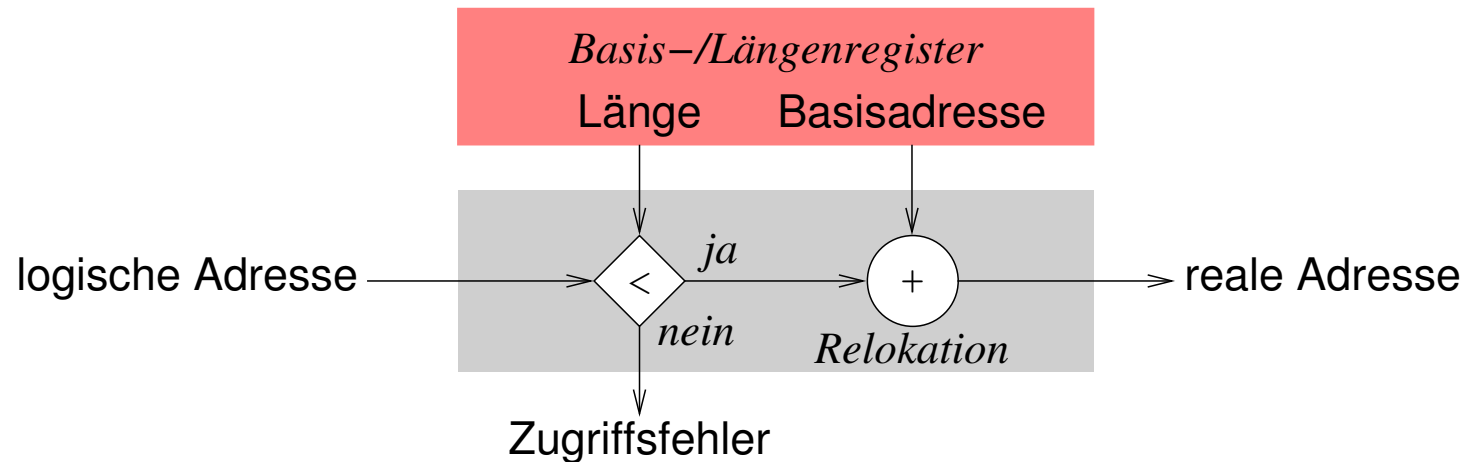 Basis–/Längenregister
Länge
Basisadresse
ja
logische Adresse
<
+
reale Adresse
nein
Relokation
Zugriffsfehler